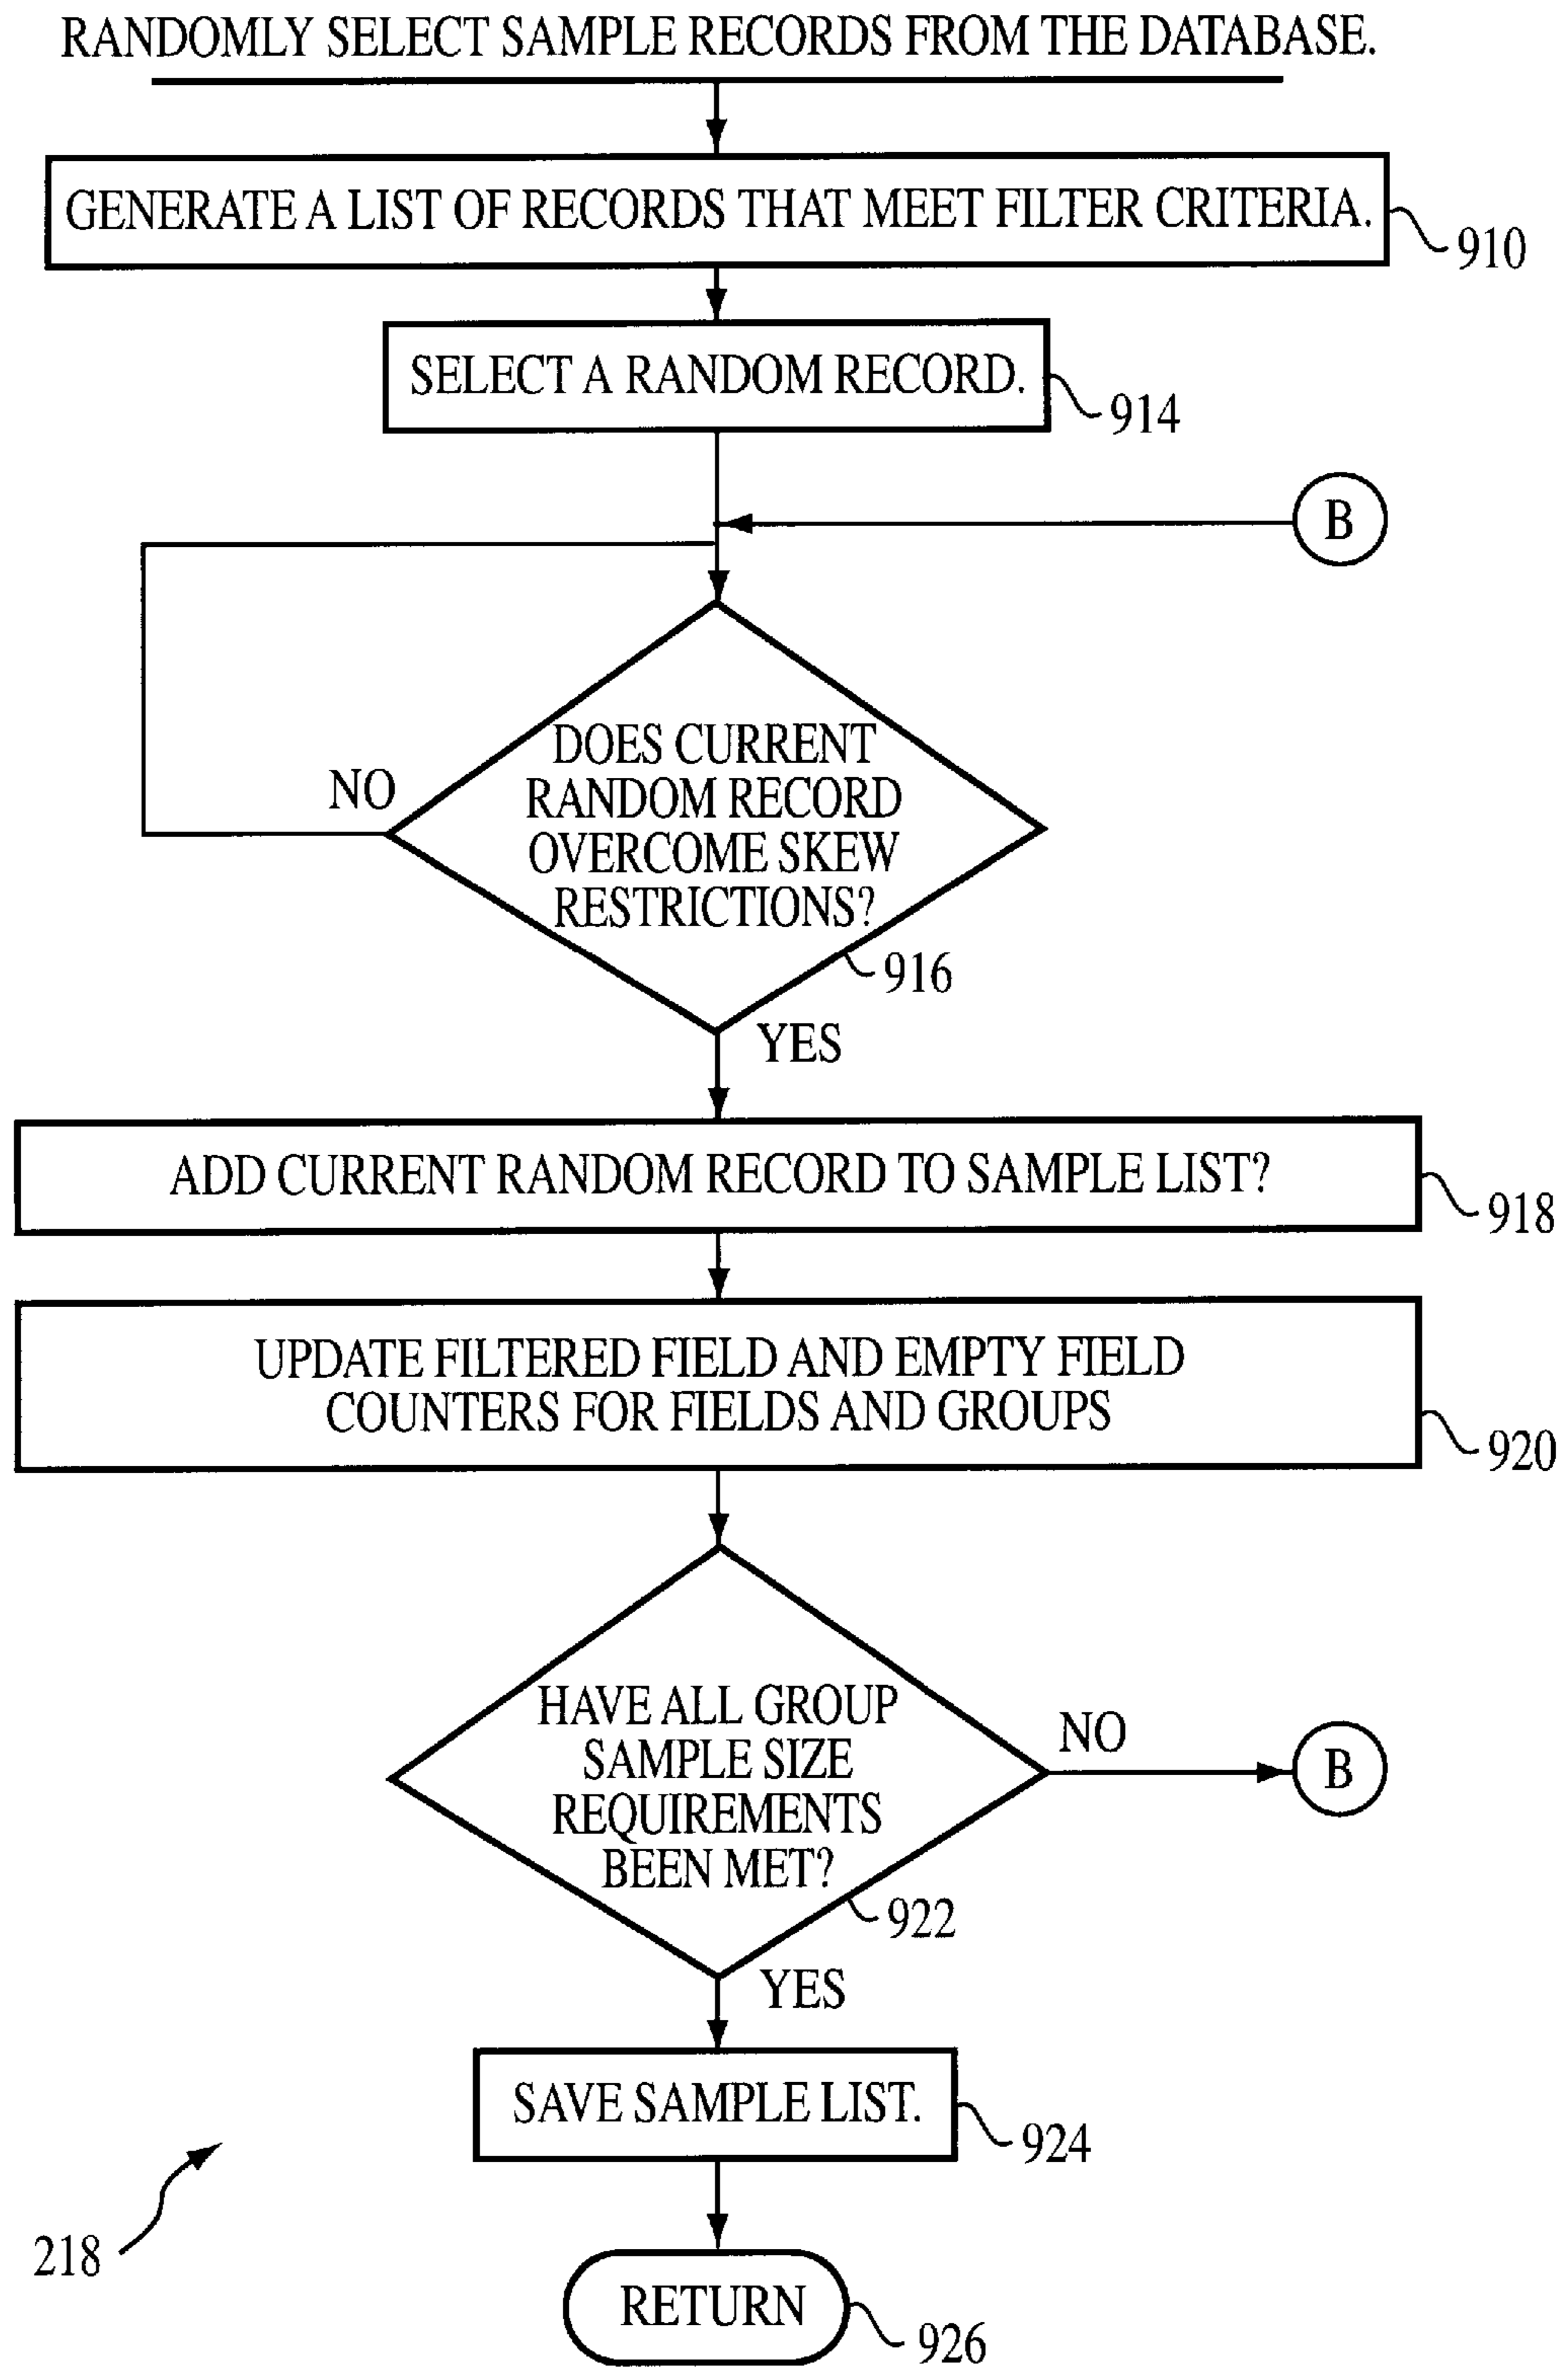 RANDOMLY SELECT SAMPLE RECORDS FROM THE DATABASE.
GENERATE A LIST OF RECORDS THAT MEET FILTER CRITERIA.
910
SELECT A RANDOM RECORD.
914
B
DOES CURRENT
RANDOM RECORD
OVERCOME SKEW
RESTRICTIONS?
NO
916
YES
ADD CURRENT RANDOM RECORD TO SAMPLE LIST?
918
UPDATE FILTERED FIELD AND EMPTY FIELD
COUNTERS FOR FIELDS AND GROUPS
920
HAVE ALL GROUP
SAMPLE SIZE
REQUIREMENTS
BEEN MET?
NO
B
922
YES
SAVE SAMPLE LIST.
924
218
RETURN
926